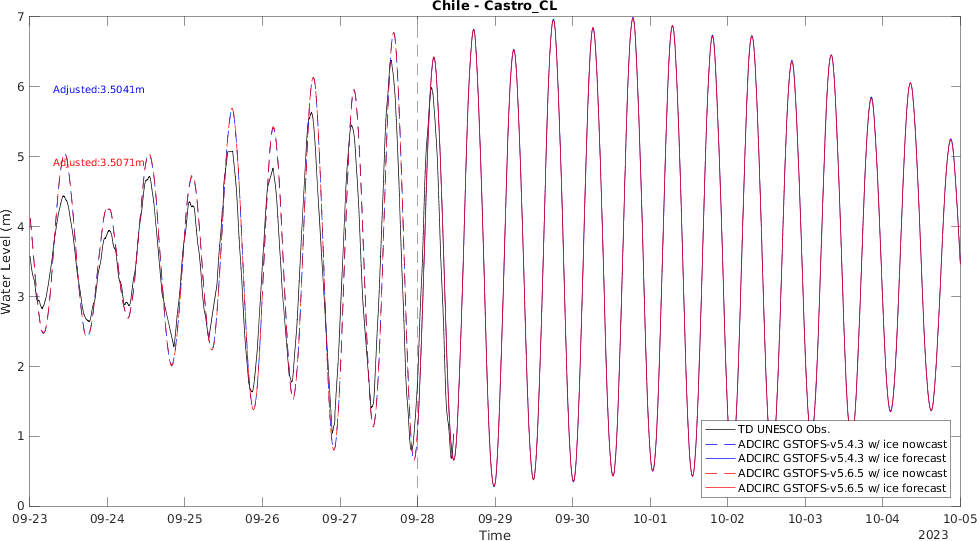 Chile - Castro_CL
7
6
5
4
3
2
1
0
Water Level (m)
Adjusted:3.5041m
Adjusted:3.5071m
TD UNESCO Obs.
ADCIRC GSTOFS-v5.4.3 w/ ice nowcast
ADCIRC GSTOFS-v5.4.3 w/ ice forecast
ADCIRC GSTOFS-v5.6.5 w/ ice nowcast
ADCIRC GSTOFS-v5.6.5 w/ ice forecast
09-23 09-24 09-25 09-26 09-27 09-28 09-29 09-30 10-01 10-02 10-03 10-04 10-05
Time
2023